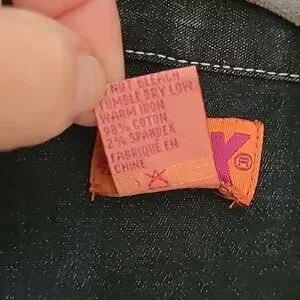 NOT BLEACH
TUMBLE DRY LOW
WARM IRON
98% COTON
2% SPANDEX
FABRIQUE EN
CHINE
K ®